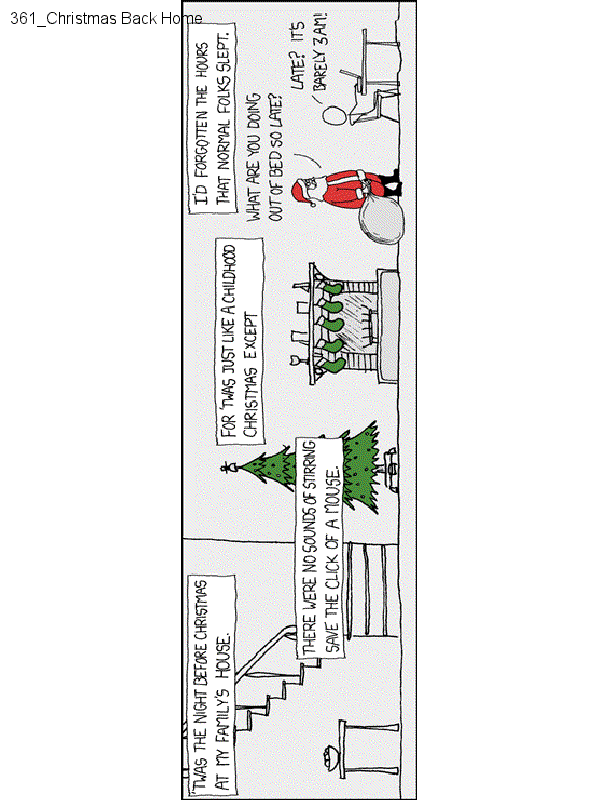 361_Christmas Back Home
'TWAS THE NIGHT BEFORE CHRISTMAS
AT MY FAMILY'S HOUSE.
THERE WERE NO SOUNDS OF STIRRING
SAVE THE CLICK OF A MOUSE.
FOR 'TWAS JUST LIKE A CHILDHOOD
CHRISTMAS EXCEPT
I'D FORGOTTEN THE HOURS
THAT NORMAL FOLKS SLEPT.
WHAT ARE YOU DOING
OUT OF BED SO LATE?
LATE? IT'S
BARELY 3 AM!